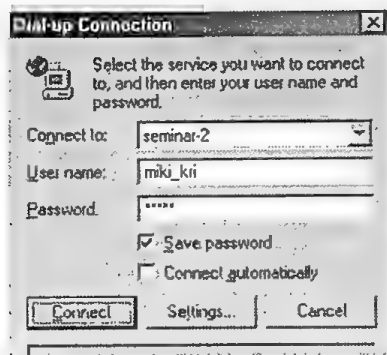 Dial-up Connection
Select the service you want to connect
to, and then enter your user name and
password.
Connect to: seminar-2
User name: miki_kri
Password: *****
Save password
Connect automatically
Connect Settings... Cancel